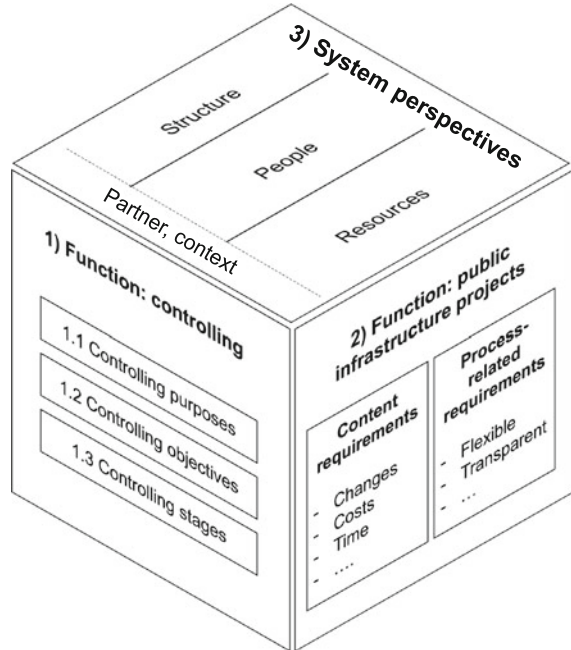 3) System perspectives
Structure
People
Resources
Partner, context
1) Function: controlling
1.1 Controlling purposes
1.2 Controlling objectives
1.3 Controlling stages
2) Function: public
infrastructure projects
Content
requirements
- Changes
- Costs
- Time
- ....
Process-
related
requirements
- Flexible
- Transparent
- ...